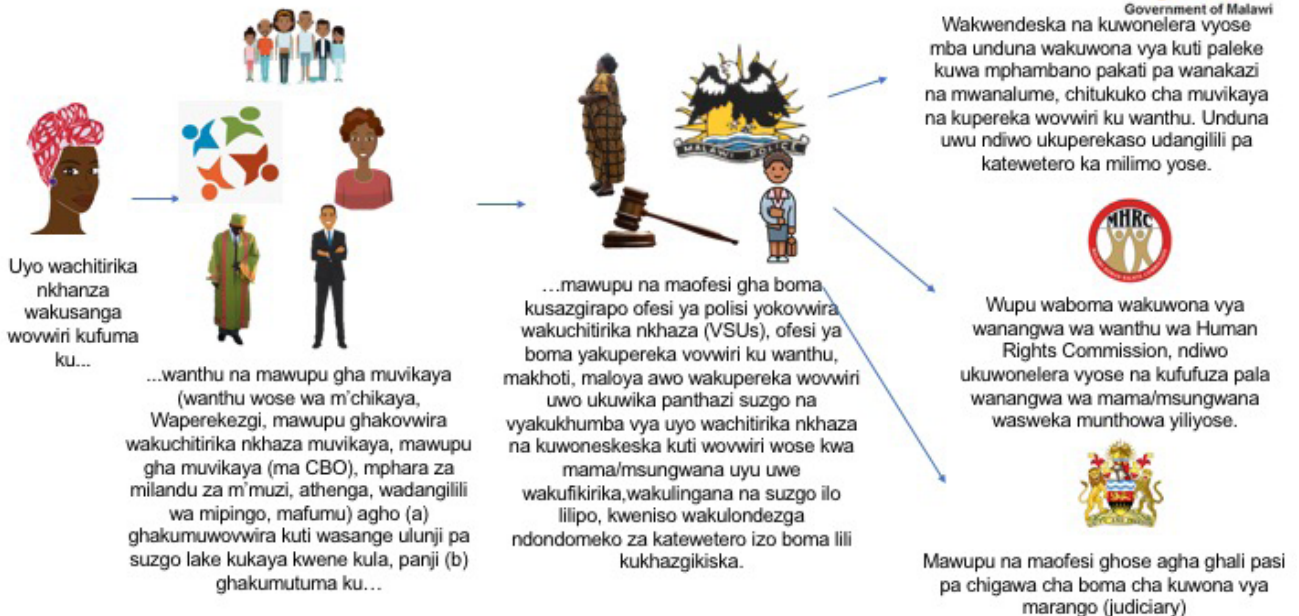 Uyo wachitirika
nkhanza
wakusanga
wovwiri kufuma
ku...
...wanthu na mawupu gha muvikaya
(wanthu wose wa m'chikaya,
Waperekezgi, mawupu ghakovwira
wakuchitirika nkhaza muvikaya, mawupu
gha muvikaya (ma CBO), mphara za
milandu za m'muzi, athenga, wadangilili
wa mipingo, mafumu) agho (a)
ghakumuwovwira kuti wasange ulunji pa
suzgo lake kukaya kwene kula, panji (b)
ghakumutuma ku…
MALAWI POLICE
…mawupu na maofesi gha boma
kusazgirapo ofesi ya polisi yokovwira
wakuchitirika nkhaza (VSUs), ofesi ya
boma yakupereka vovwiri ku wanthu,
makhoti, maloya awo wakupereka wovwiri
uwo ukuwika panthazi suzgo na
vyakukhumba vya uyo wachitirika nkhaza
na kuwoneskeska kuti wovwiri wose kwa
mama/msungwana uyu uwe
wakufikirika,wakulingana na suzgo ilo
lilipo, kweniso wakulondezga
ndondomeko za katewetero izo boma lili
kukhazgikiska.
Government of Malawi
Wakwendeska na kuwonelera vyose
mba unduna wakuwona vya kuti paleke
kuwa mphambano pakati pa wanakazi
na mwanalume, chitukuko cha muvikaya
na kupereka wovwiri ku wanthu. Unduna
uwu ndiwo ukuperekaso udangilili pa
katewetero ka milimo yose.
MHRC
Wupu waboma wakuwona vya
wanangwa wa wanthu wa Human
Rights Commission, ndiwo
ukuwonelera vyose na kufufuza pala
wanangwa wa mama/msungwana
wasweka munthowa yiliyose.
Mawupu na maofesi ghose agha ghali pasi
pa chigawa cha boma cha kuwona vya
marango (judiciary)